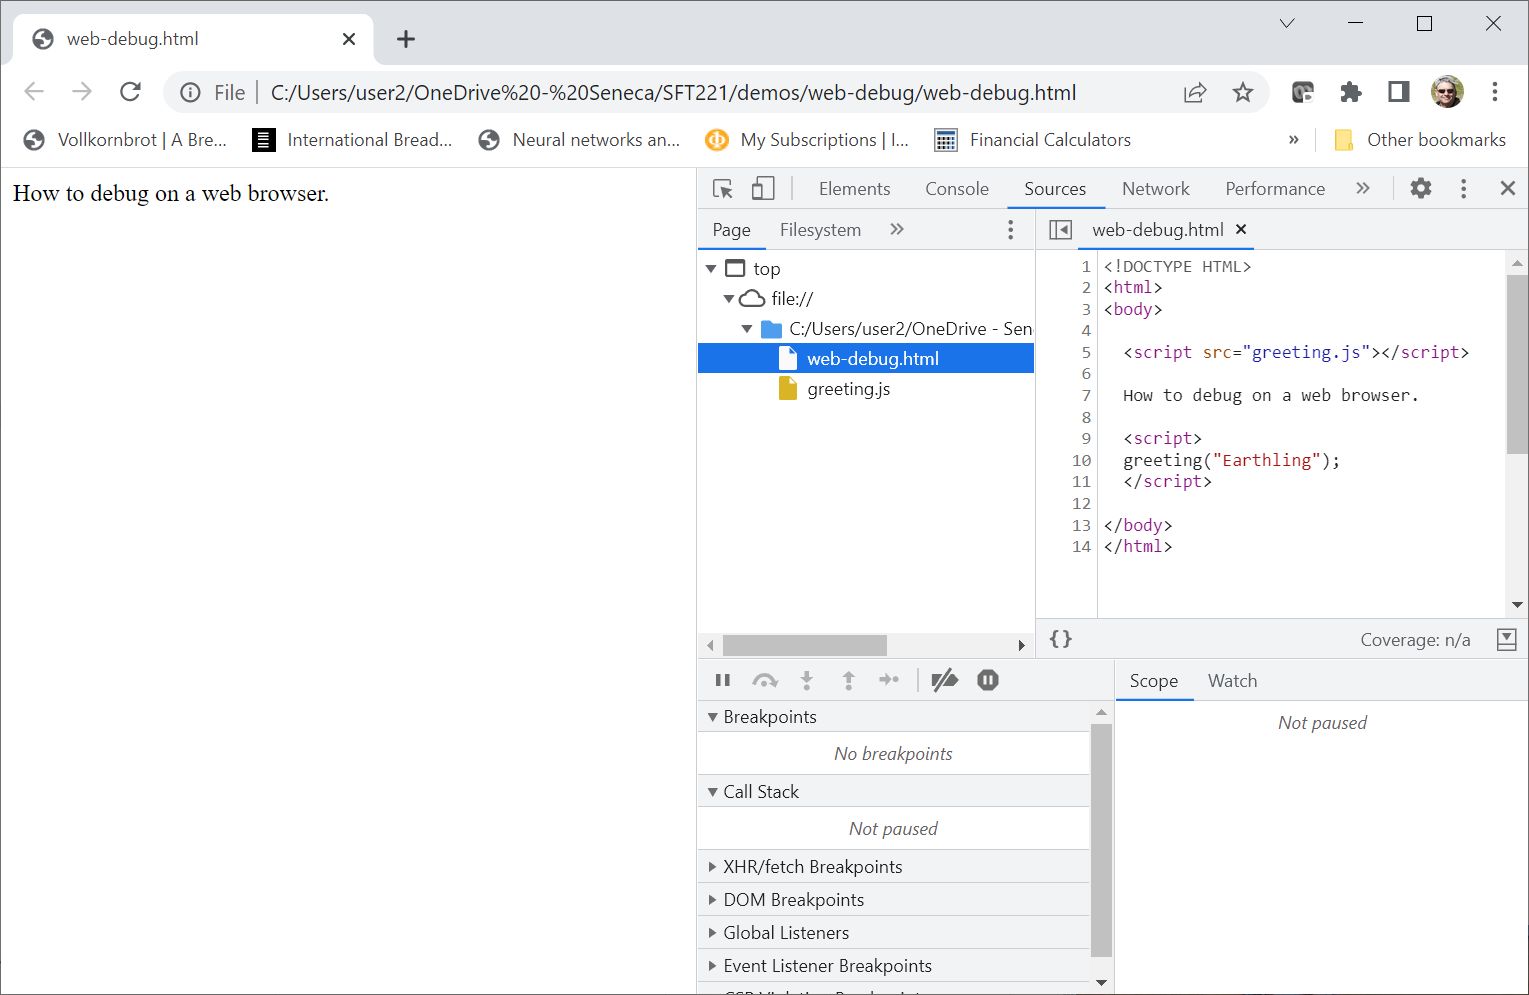 web-debug.html
File C:/Users/user2/OneDrive%20-%20Seneca/SFT221/demos/web-debug/web-debug.html
Vollkornbrot | A Bre... International Bread... Neural networks an... My Subscriptions | I... Financial Calculators » Other bookmarks
How to debug on a web browser.
Elements Console Sources Network Performance »
Page Filesystem »
top
file://
C:/Users/user2/OneDrive - Sen
web-debug.html
greeting.js
web-debug.html
1 <!DOCTYPE HTML>
2 <html>
3 <body>
4
5 <script src="greeting.js"></script>
6
7 How to debug on a web browser.
8
9 <script>
10 greeting("Earthling");
11 </script>
12
13 </body>
14 </html>
{} Coverage: n/a
Breakpoints
No breakpoints
Call Stack
Not paused
XHR/fetch Breakpoints
DOM Breakpoints
Global Listeners
Event Listener Breakpoints
Scope Watch
Not paused